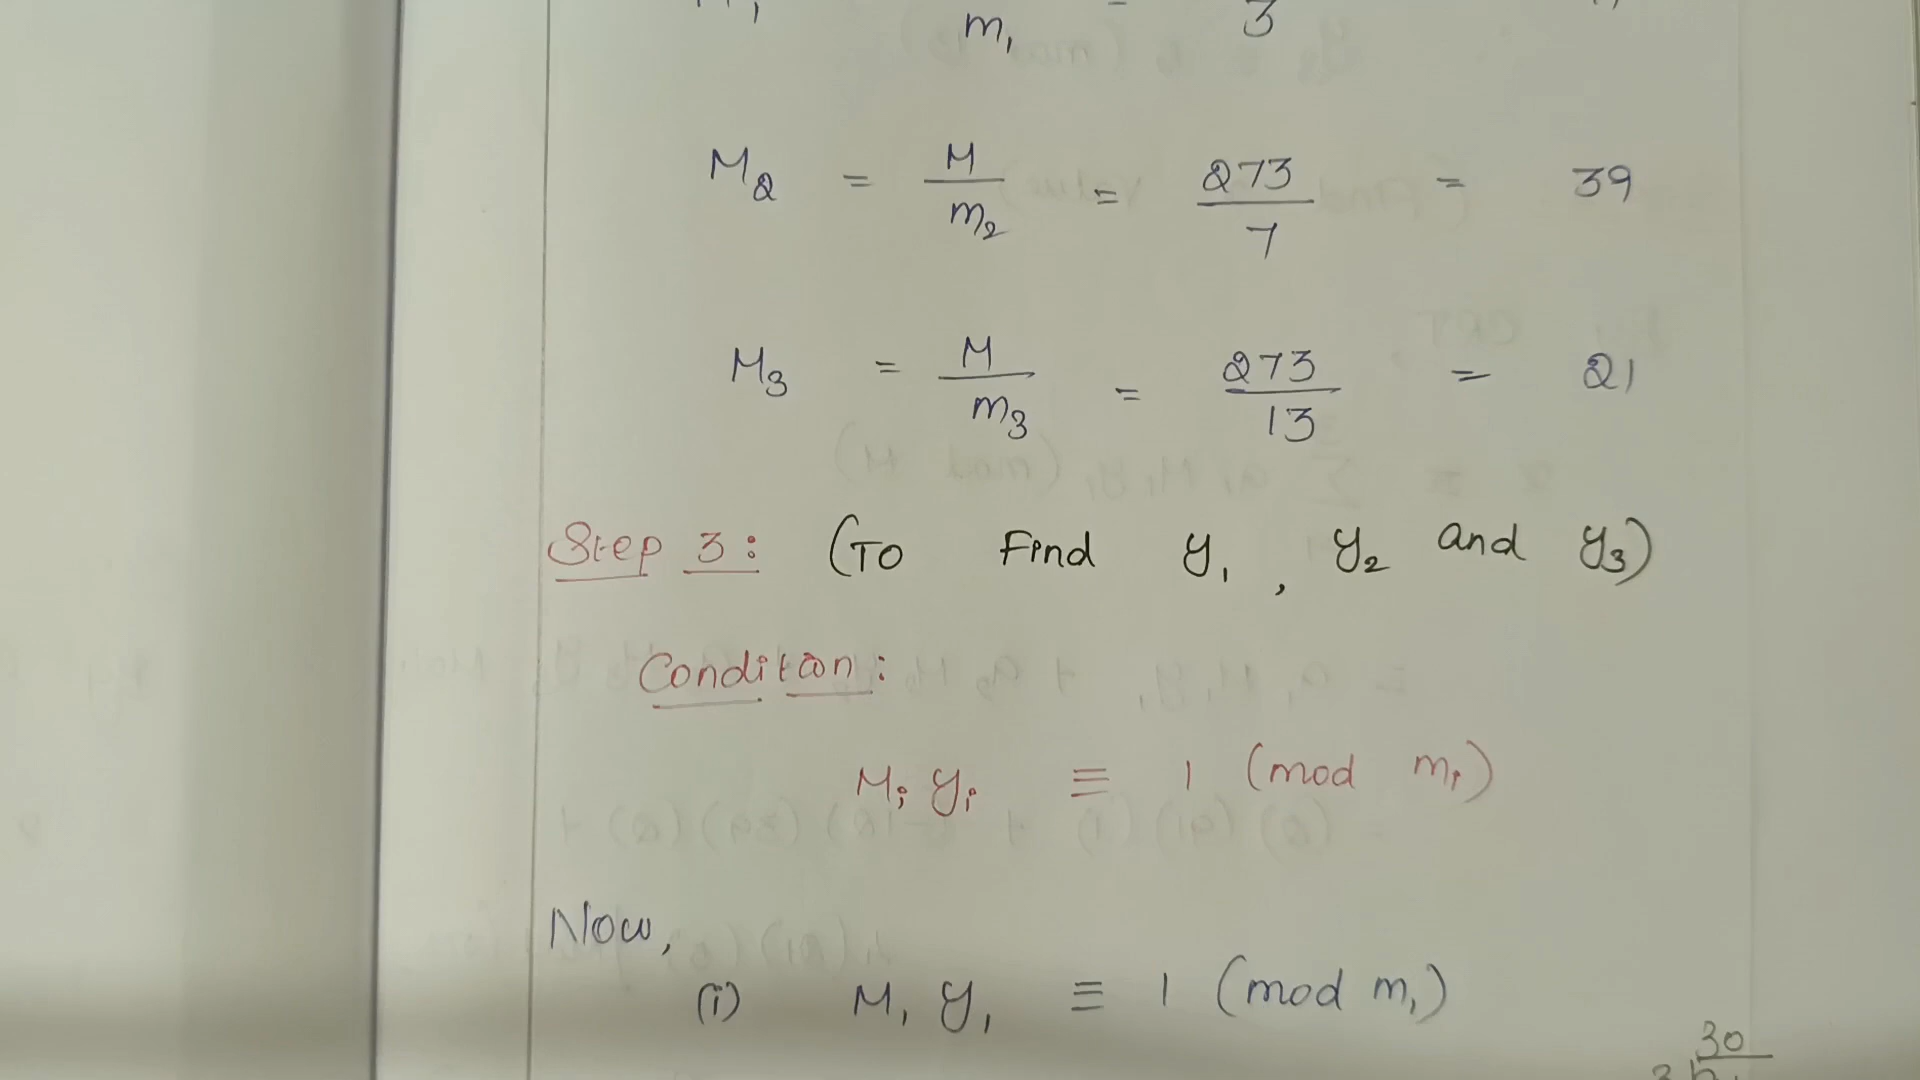 m₁ 3
M₂ = M/m₂ = 273/7 = 39
M₃ = M/m₃ = 273/13 = 21
Step 3: (To Find y₁, y₂ and y₃)
Condition:
Mᵢ yᵢ ≡ 1 (mod mᵢ)
Now,
(i) M₁ y₁ ≡ 1 (mod m₁)
30
3